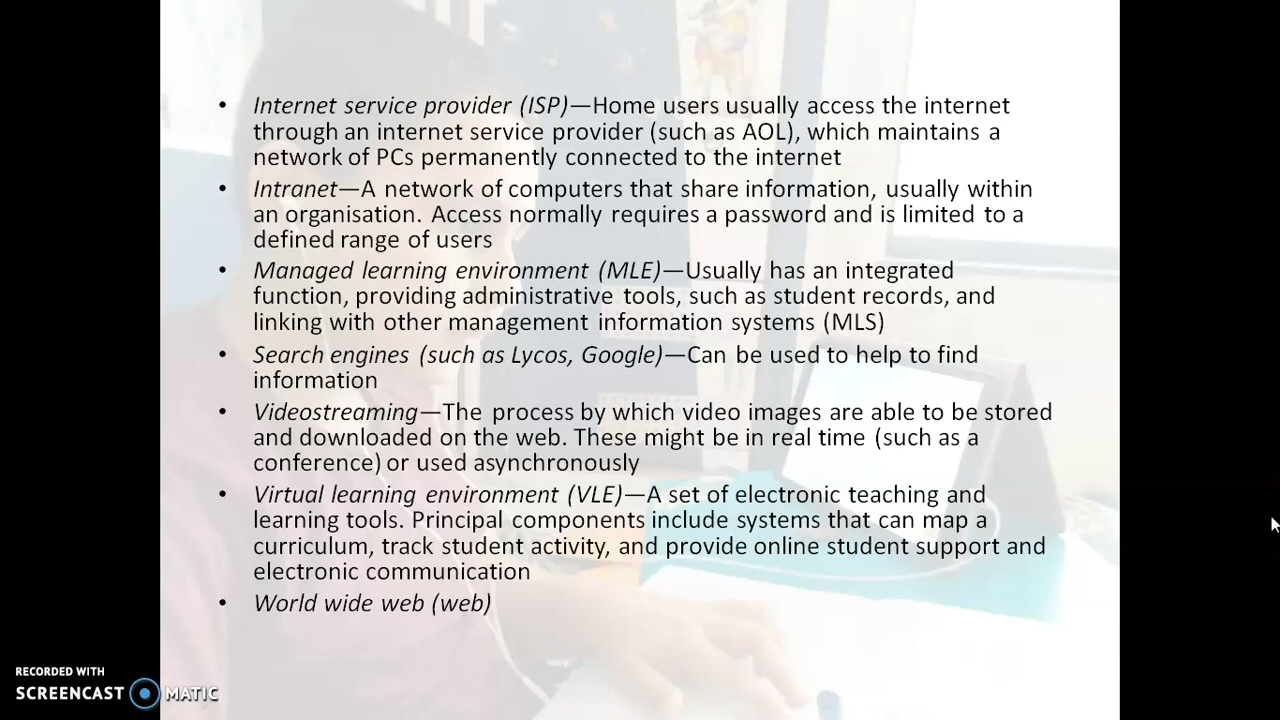 • Internet service provider (ISP)—Home users usually access the internet
through an internet service provider (such as AOL), which maintains a
network of PCs permanently connected to the internet
• Intranet—A network of computers that share information, usually within
an organisation. Access normally requires a password and is limited to a
defined range of users
• Managed learning environment (MLE)—Usually has an integrated
function, providing administrative tools, such as student records, and
linking with other management information systems (MLS)
• Search engines (such as Lycos, Google)—Can be used to help to find
information
• Videostreaming—The process by which video images are able to be stored
and downloaded on the web. These might be in real time (such as a
conference) or used asynchronously
• Virtual learning environment (VLE)—A set of electronic teaching and
learning tools. Principal components include systems that can map a
curriculum, track student activity, and provide online student support and
electronic communication
• World wide web (web)
RECORDED WITH
SCREENCAST MATIC